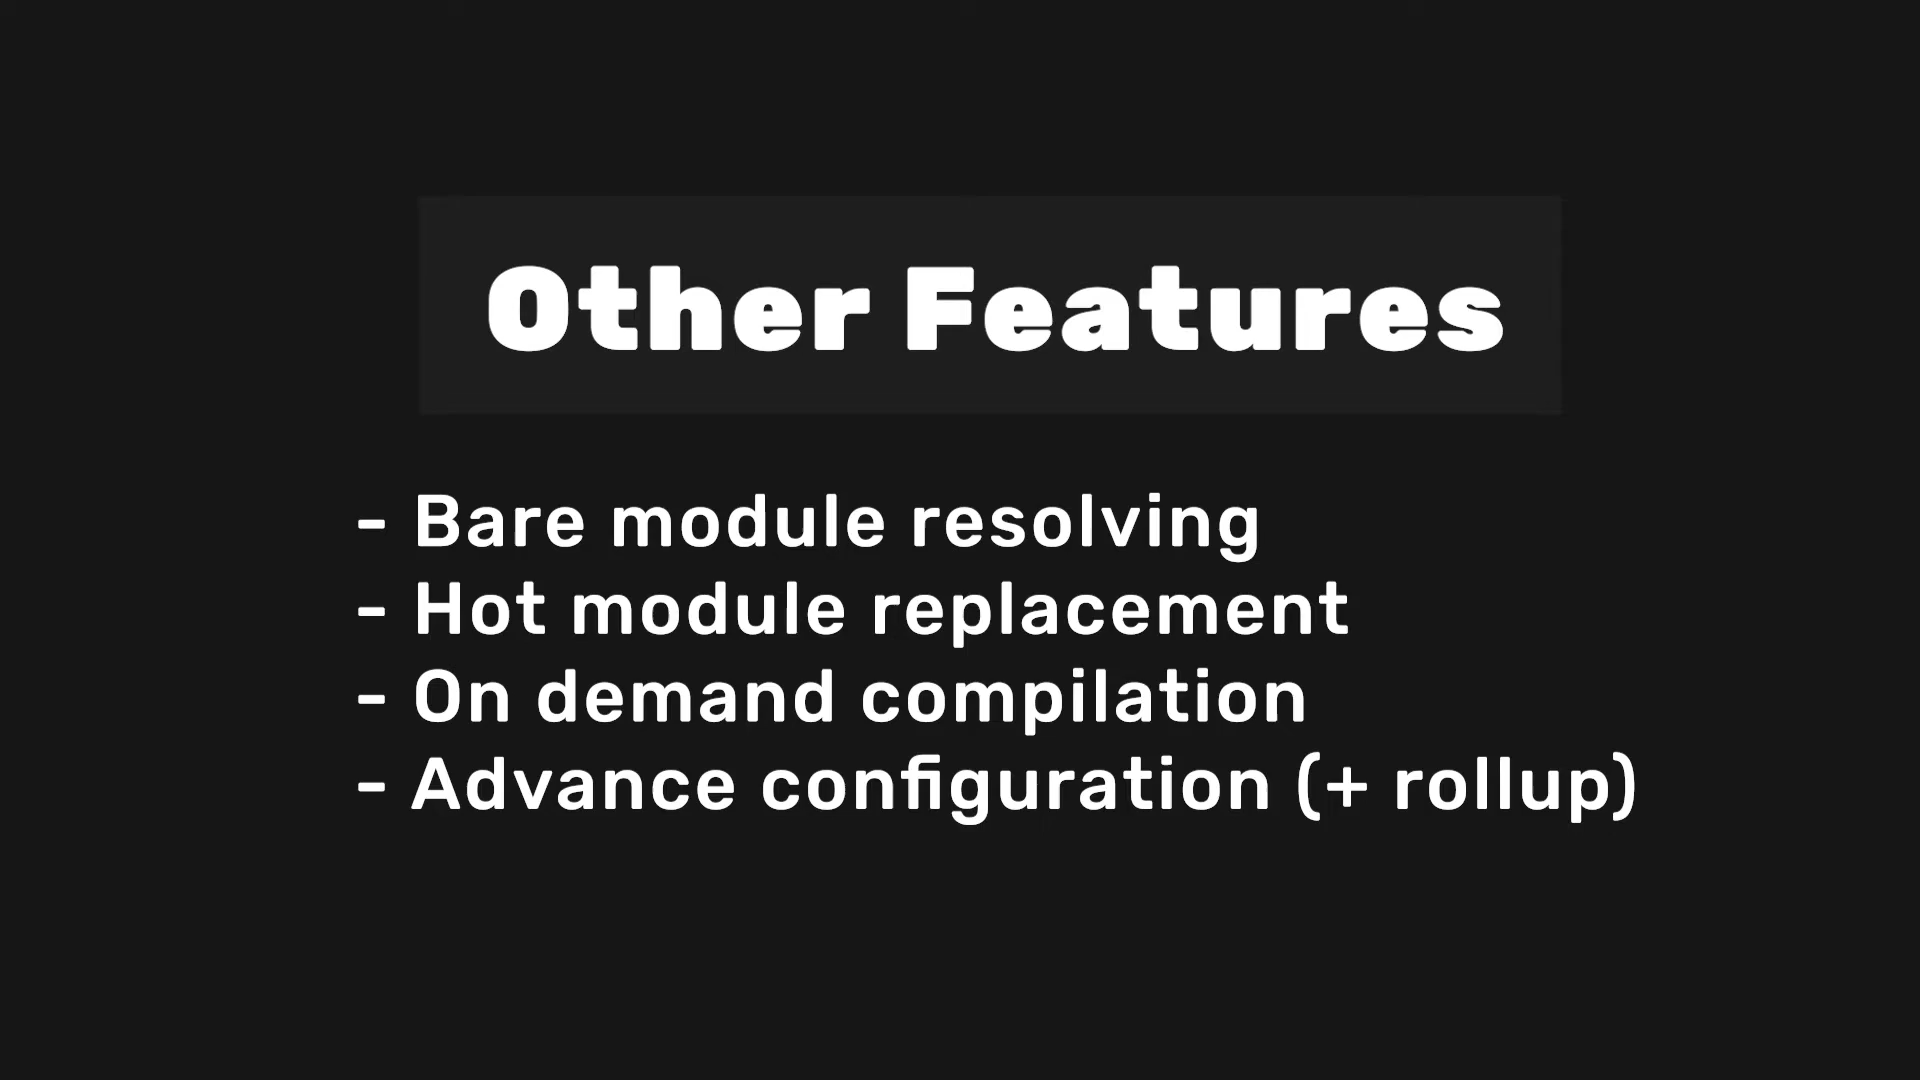 Other Features
- Bare module resolving
- Hot module replacement
- On demand compilation
- Advance configuration (+ rollup)